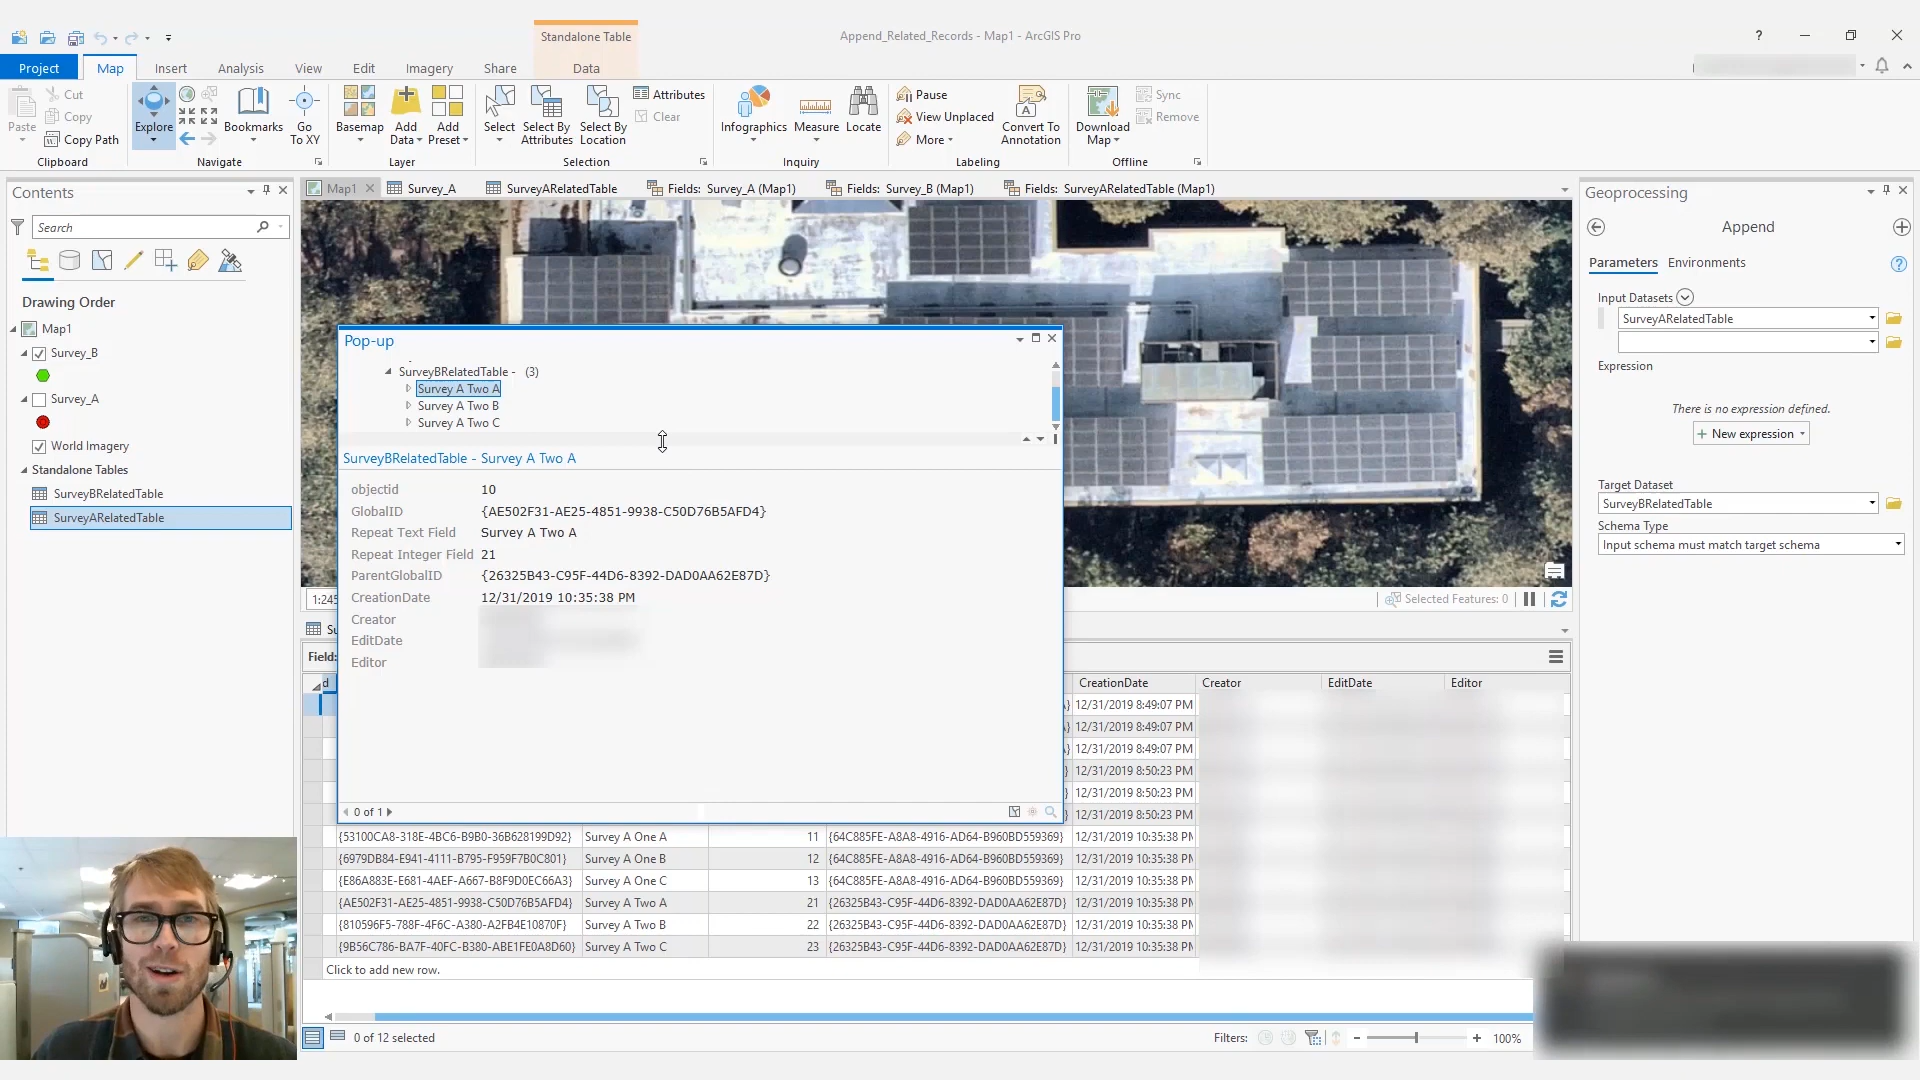 Standalone Table
Append_Related_Records - Map1 - ArcGIS Pro
?
Project
Map
Insert
Analysis
View
Edit
Imagery
Share
Data
Paste
Cut
Copy
Copy Path
Clipboard
Explore
Bookmarks
Go
To XY
Navigate
Basemap
Add
Data
Add
Preset
Layer
Select
Select By
Attributes
Select By
Location
Attributes
Clear
Selection
Infographics
Measure
Locate
Inquiry
Pause
View Unplaced
More
Convert To
Annotation
Labeling
Download
Map
Sync
Remove
Offline
Contents
Search
Drawing Order
Map1
Survey_B
Survey_A
World Imagery
Standalone Tables
SurveyBRelatedTable
SurveyARelatedTable
Map1
Survey_A
SurveyARelatedTable
Fields: Survey_A (Map1)
Fields: Survey_B (Map1)
Fields: SurveyARelatedTable (Map1)
Pop-up
SurveyBRelatedTable - (3)
Survey A Two A
Survey A Two B
Survey A Two C
SurveyBRelatedTable - Survey A Two A
objectid 10
GlobalID {AE502F31-AE25-4851-9938-C50D76B5AFD4}
Repeat Text Field Survey A Two A
Repeat Integer Field 21
ParentGlobalID {26325B43-C95F-44D6-8392-DAD0AA62E87D}
CreationDate 12/31/2019 10:35:38 PM
Creator
EditDate
Editor
0 of 1
Selected Features: 0
Field:
CreationDate Creator EditDate Editor
12/31/2019 8:49:07 PM
12/31/2019 8:49:07 PM
12/31/2019 8:49:07 PM
12/31/2019 8:50:23 PM
12/31/2019 8:50:23 PM
12/31/2019 8:50:23 PM
{53100CA8-318E-4BC6-B9B0-36B628199D92} Survey A One A 11 {64C885FE-A8A8-4916-AD64-B960BD559369} 12/31/2019 10:35:38 PM
{6979DB84-E941-4111-B795-F959F7B0C801} Survey A One B 12 {64C885FE-A8A8-4916-AD64-B960BD559369} 12/31/2019 10:35:38 PM
{E86A883E-E681-4AEF-A667-B8F9D0EC66A3} Survey A One C 13 {64C885FE-A8A8-4916-AD64-B960BD559369} 12/31/2019 10:35:38 PM
{AE502F31-AE25-4851-9938-C50D76B5AFD4} Survey A Two A 21 {26325B43-C95F-44D6-8392-DAD0AA62E87D} 12/31/2019 10:35:38 PM
{810596F5-788F-4F6C-A380-A2FB4E10870F} Survey A Two B 22 {26325B43-C95F-44D6-8392-DAD0AA62E87D} 12/31/2019 10:35:38 PM
{9B56C786-BA7F-40FC-B380-ABE1FE0A8D60} Survey A Two C 23 {26325B43-C95F-44D6-8392-DAD0AA62E87D} 12/31/2019 10:35:38 PM
Click to add new row.
0 of 12 selected
Filters:
100%
Geoprocessing
Append
Parameters
Environments
Input Datasets
SurveyARelatedTable
Expression
There is no expression defined.
New expression
Target Dataset
SurveyBRelatedTable
Schema Type
Input schema must match target schema